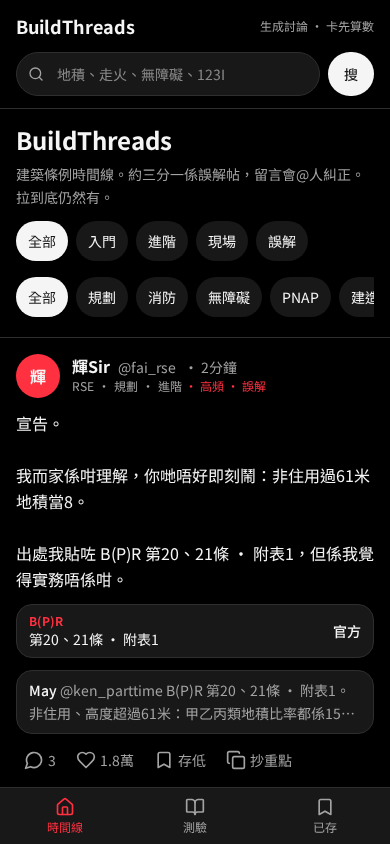 BuildThreads
生成討論 · 卡先算數
地積、走火、無障礙、123I
搜
BuildThreads
建築條例時間線。約三分一係誤解帖，留言會@人糾正。
拉到底仍然有。
全部
入門
進階
現場
誤解
全部
規劃
消防
無障礙
PNAP
建造
輝
輝Sir @fai_rse · 2分鐘
RSE · 規劃 · 進階 · 高頻 · 誤解
宣告。
我而家係咁理解，你哋唔好即刻鬧：非住用過61米
地積當8。
出處我貼咗 B(P)R 第20、21條 · 附表1，但係我覺
得實務唔係咁。
B(P)R
第20、21條 · 附表1
官方
May @ken_parttime B(P)R 第20、21條 · 附表1。
非住用、高度超過61米：甲乙丙類地積比率都係15…
3
1.8萬
存低
抄重點
時間線
測驗
已存